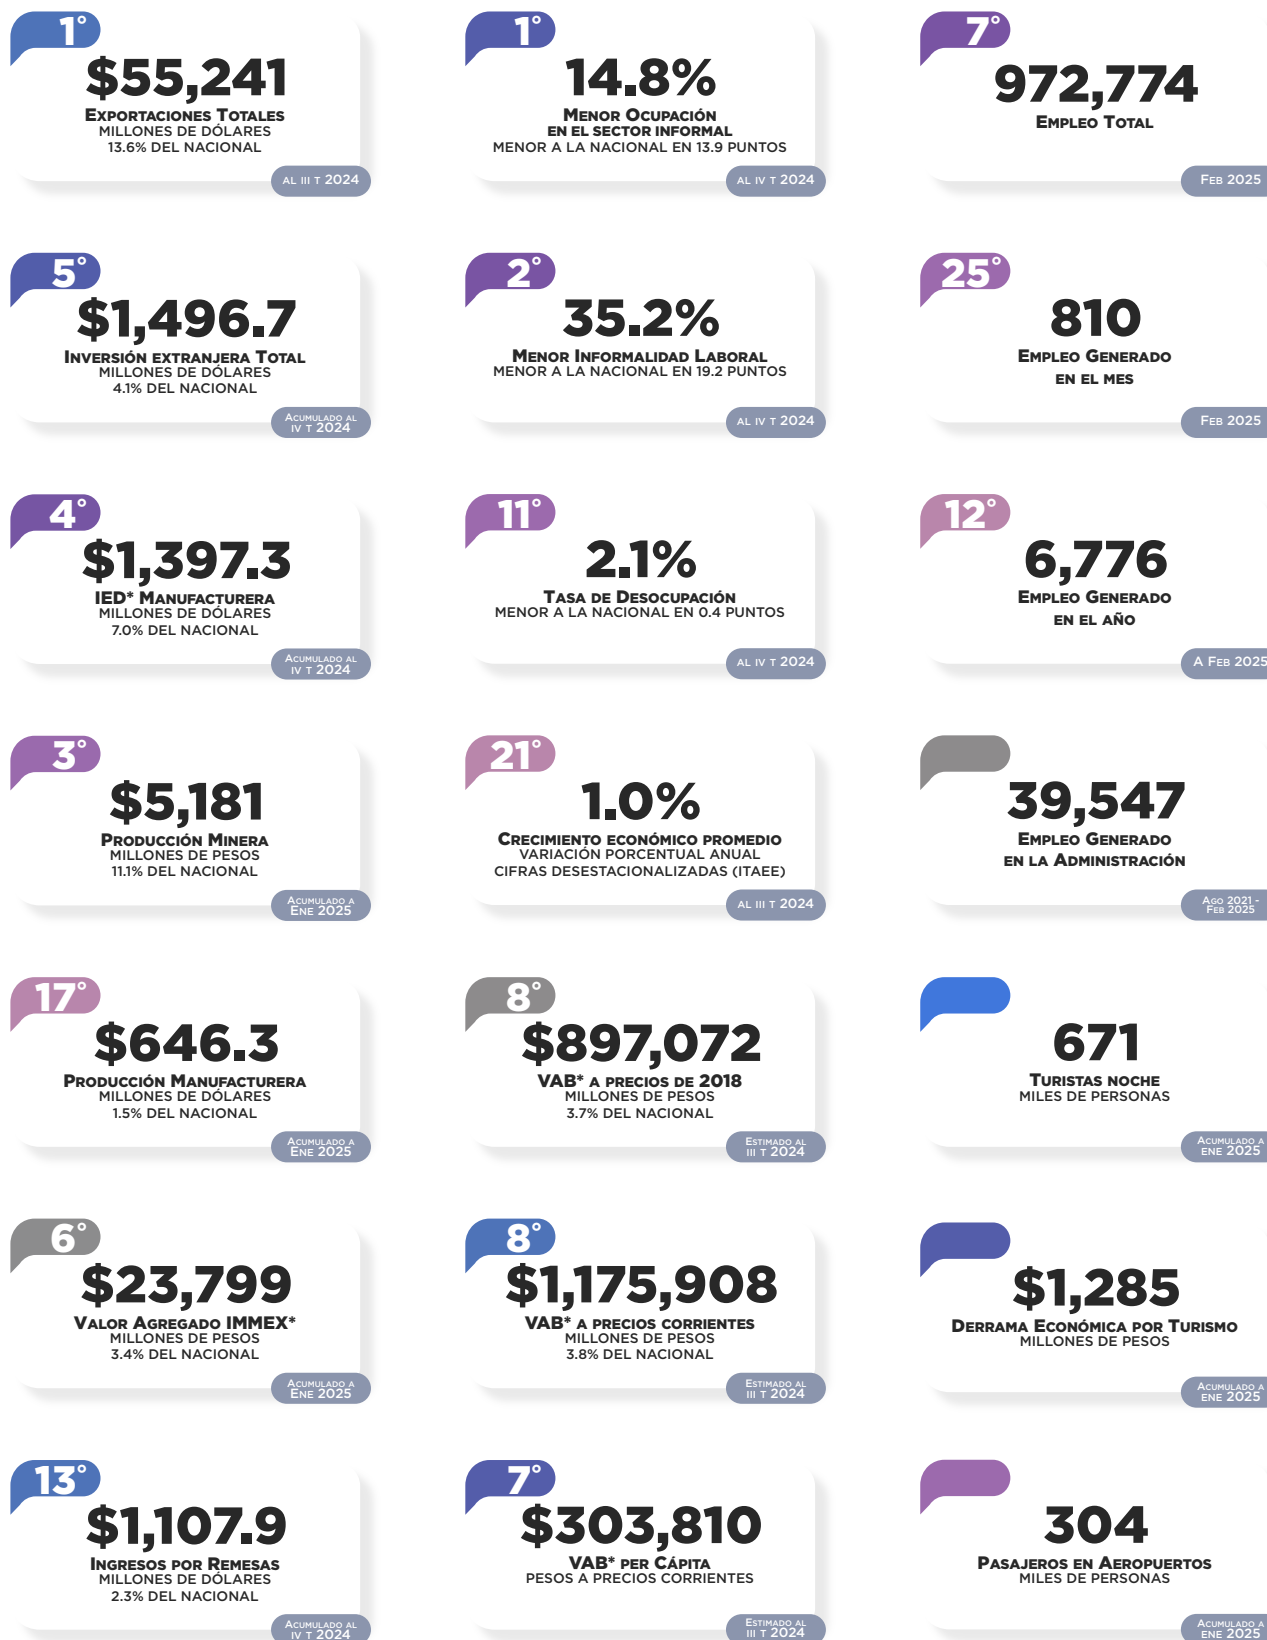 1°
$55,241
Exportaciones Totales
MILLONES DE DÓLARES
13.6% DEL NACIONAL
AL III T 2024
1°
14.8%
Menor Ocupación
EN EL SECTOR INFORMAL
MENOR A LA NACIONAL EN 13.9 PUNTOS
AL IV T 2024
7°
972,774
Empleo Total
Feb 2025
5°
$1,496.7
Inversión extranjera Total
MILLONES DE DÓLARES
4.1% DEL NACIONAL
Acumulado al
IV T 2024
2°
35.2%
Menor Informalidad Laboral
MENOR A LA NACIONAL EN 19.2 PUNTOS
AL IV T 2024
25°
810
Empleo Generado
EN EL MES
Feb 2025
4°
$1,397.3
IED* Manufacturera
MILLONES DE DÓLARES
7.0% DEL NACIONAL
Acumulado al
IV T 2024
11°
2.1%
Tasa de Desocupación
MENOR A LA NACIONAL EN 0.4 PUNTOS
AL IV T 2024
12°
6,776
Empleo Generado
EN EL AÑO
A Feb 2025
3°
$5,181
Producción Minera
MILLONES DE PESOS
11.1% DEL NACIONAL
Acumulado a
Ene 2025
21°
1.0%
Crecimiento económico promedio
VARIACIÓN PORCENTUAL ANUAL
CIFRAS DESESTACIONALIZADAS (ITAEE)
AL III T 2024
39,547
Empleo Generado
en la Administración
Ago 2021 -
Feb 2025
17°
$646.3
Producción Manufacturera
MILLONES DE DÓLARES
1.5% DEL NACIONAL
Acumulado a
Ene 2025
8°
$897,072
VAB* a precios de 2018
MILLONES DE PESOS
3.7% DEL NACIONAL
Estimado al
III T 2024
671
Turistas noche
MILES DE PERSONAS
Acumulado a
ENE 2025
6°
$23,799
Valor Agregado IMMEX*
MILLONES DE PESOS
3.4% DEL NACIONAL
Acumulado a
Ene 2025
8°
$1,175,908
VAB* a precios corrientes
MILLONES DE PESOS
3.8% DEL NACIONAL
Estimado al
III T 2024
$1,285
Derrama Económica por Turismo
MILLONES DE PESOS
Acumulado a
ENE 2025
13°
$1,107.9
Ingresos por Remesas
MILLONES DE DÓLARES
2.3% DEL NACIONAL
Acumulado al
IV T 2024
7°
$303,810
VAB* per Cápita
PESOS A PRECIOS CORRIENTES
Estimado al
III T 2024
304
Pasajeros en Aeropuertos
MILES DE PERSONAS
Acumulado a
ENE 2025